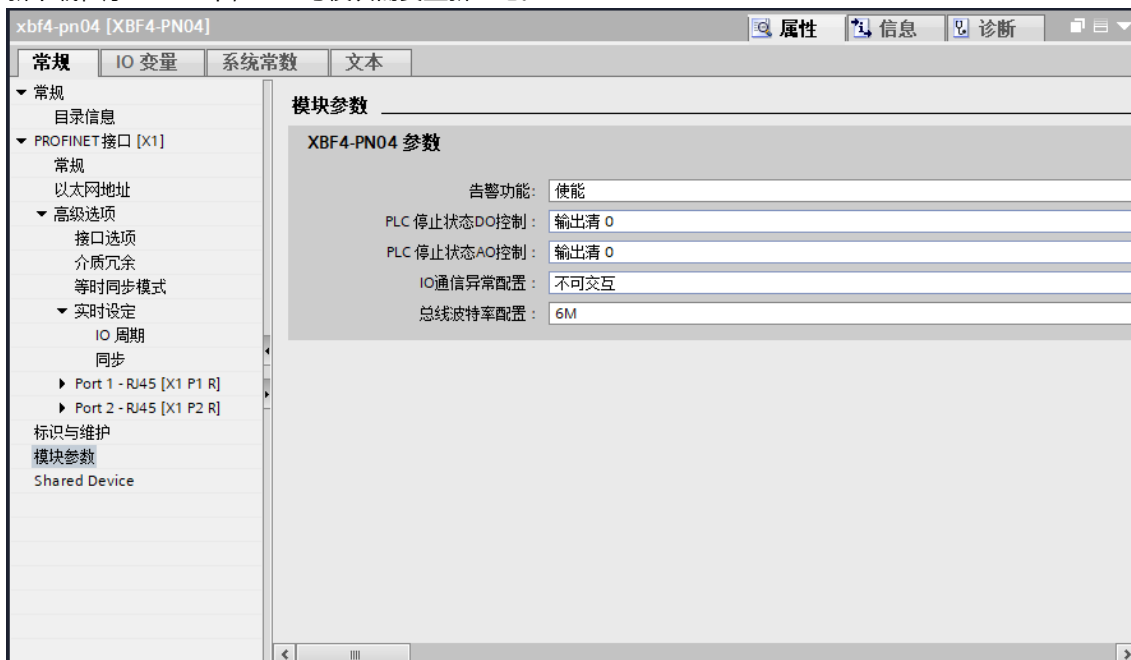 xbf4-pn04 [XBF4-PN04]
属性
信息
诊断
常规
IO 变量
系统常数
文本
常规
目录信息
PROFINET接口 [X1]
常规
以太网地址
高级选项
接口选项
介质冗余
等时同步模式
实时设定
IO 周期
同步
Port 1 - RJ45 [X1 P1 R]
Port 2 - RJ45 [X1 P2 R]
标识与维护
模块参数
Shared Device
模块参数
XBF4-PN04 参数
告警功能: 使能
PLC 停止状态DO控制： 输出清 0
PLC 停止状态AO控制： 输出清 0
IO通信异常配置： 不可交互
总线波特率配置： 6M